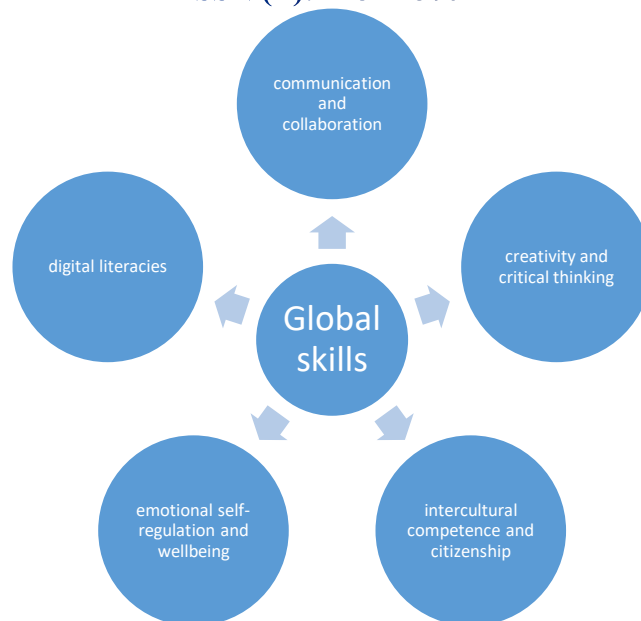 communication
and
collaboration
creativity and
critical thinking
intercultural
competence and
citizenship
emotional self-
regulation and
wellbeing
digital literacies
Global
skills